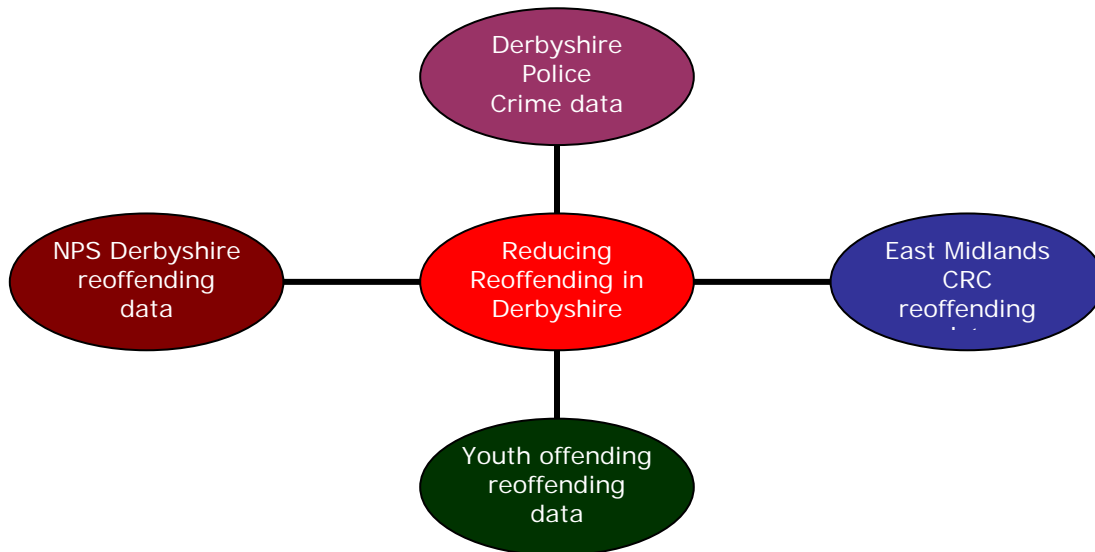 Derbyshire
Police
Crime data
NPS Derbyshire
reoffending
data
Reducing
Reoffending in
Derbyshire
East Midlands
CRC
reoffending
Youth offending
reoffending
data